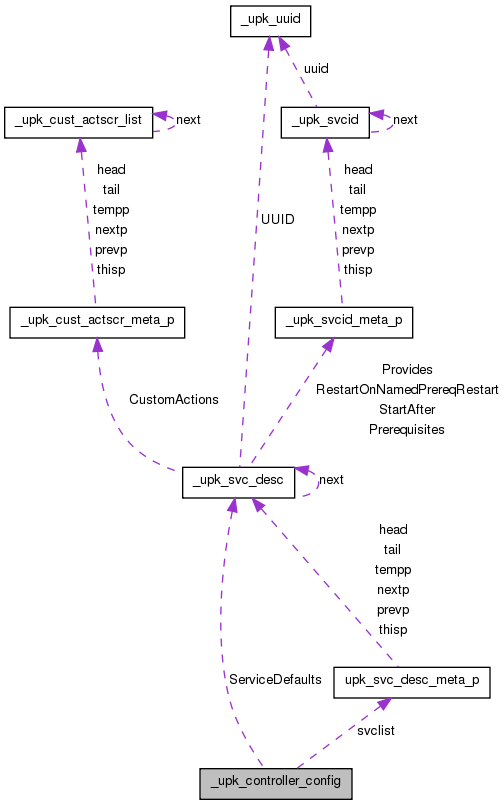 _upk_uuid
uuid
_upk_cust_actscr_list
next
_upk_svcid
next
head
tail
tempp
nextp
prevp
thisp
head
tail
tempp
nextp
prevp
thisp
UUID
_upk_cust_actscr_meta_p
_upk_svcid_meta_p
CustomActions
Provides
RestartOnNamedPrereqRestart
StartAfter
Prerequisites
_upk_svc_desc
next
head
tail
tempp
nextp
prevp
thisp
ServiceDefaults
upk_svc_desc_meta_p
svclist
_upk_controller_config